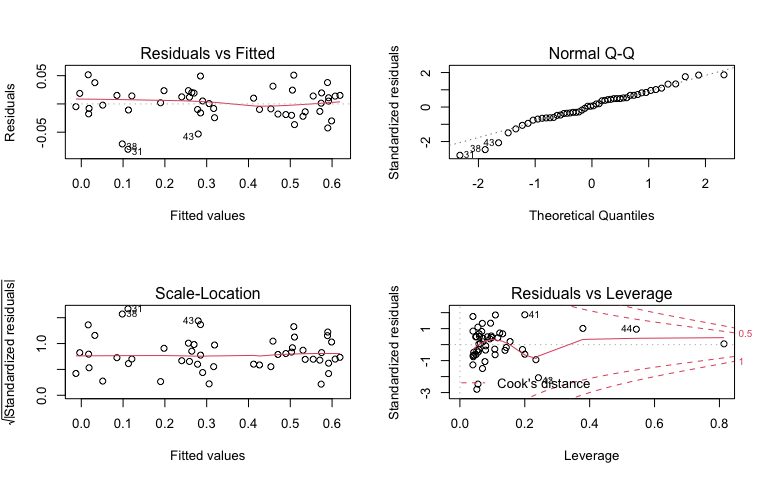 Residuals vs Fitted
Residuals
0.05
-0.05
38
31
43
0.0 0.1 0.2 0.3 0.4 0.5 0.6
Fitted values
Normal Q-Q
Standardized residuals
2
0
-2
31
38
43
-2 -1 0 1 2
Theoretical Quantiles
Scale-Location
√|Standardized residuals|
1.0
0.0
31
38
43
0.0 0.1 0.2 0.3 0.4 0.5 0.6
Fitted values
Residuals vs Leverage
Standardized residuals
1
-1
-3
41
44
43
0.5
1
Cook's distance
0.0 0.2 0.4 0.6 0.8
Leverage